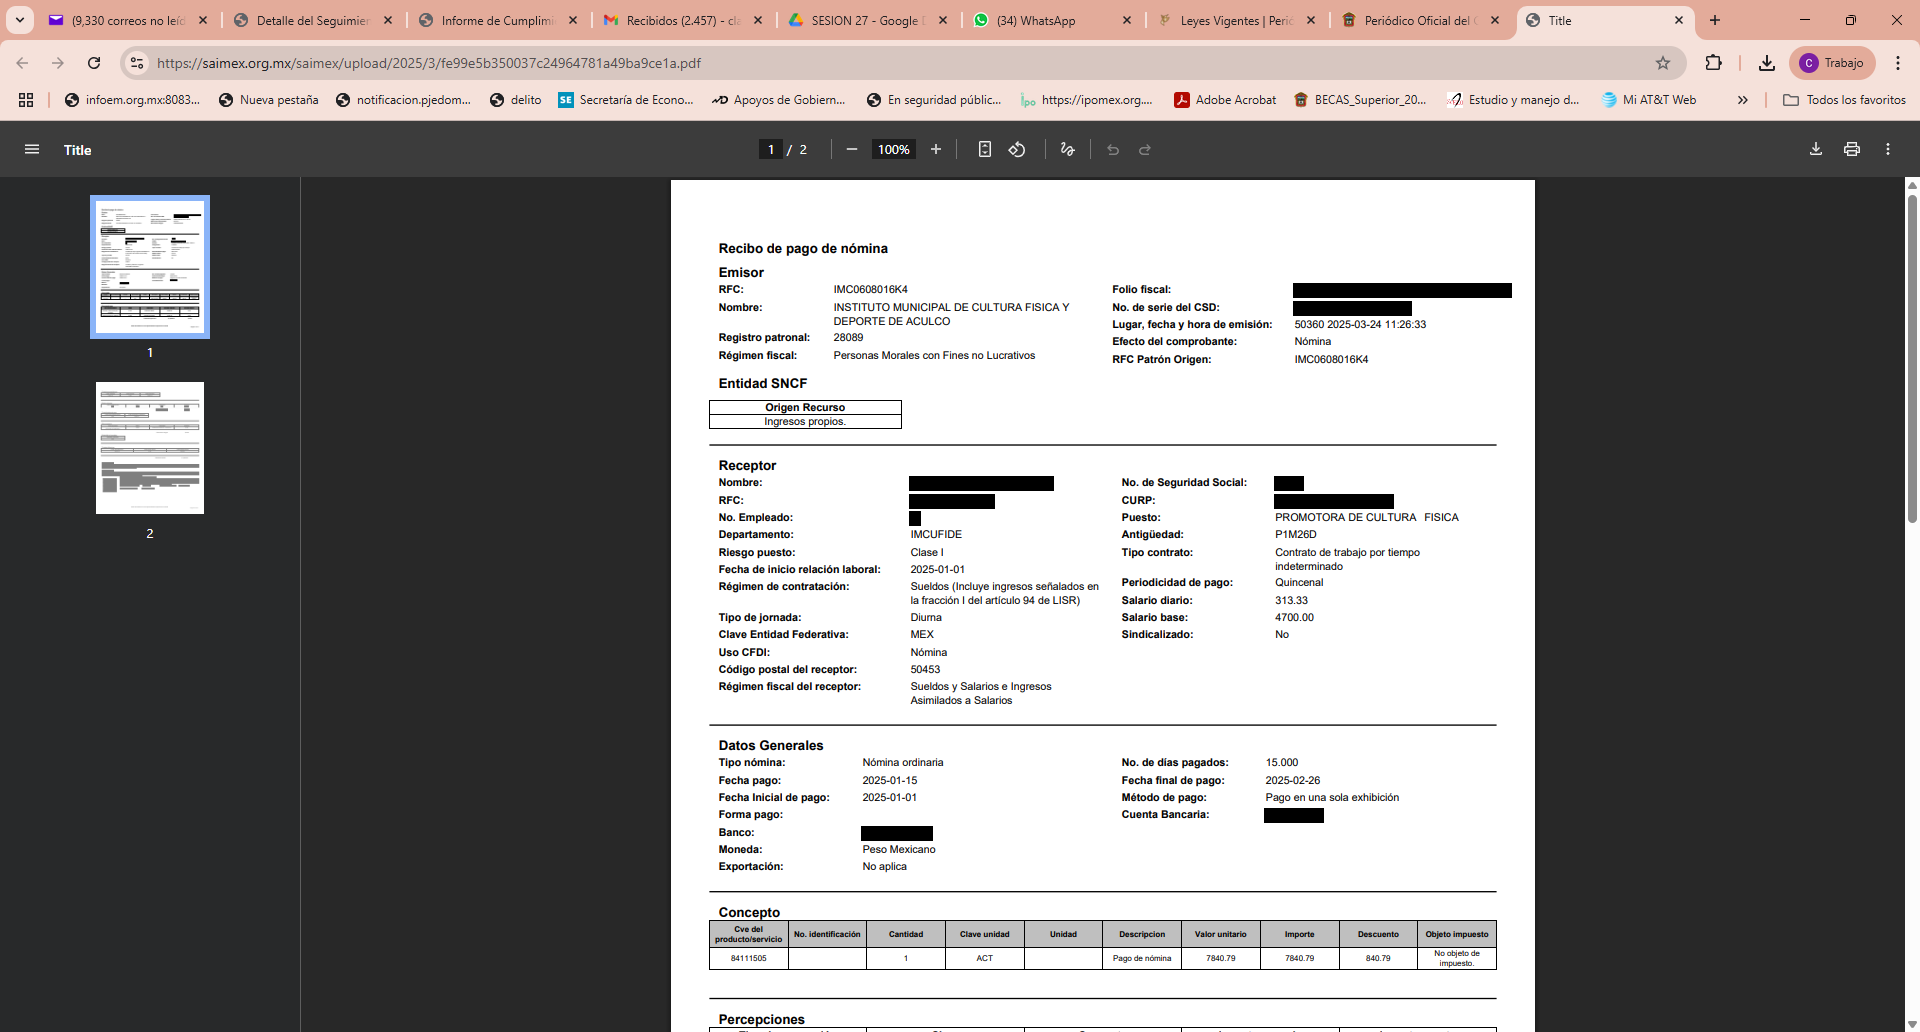 (9,330 correos no leíd
Detalle del Seguimier
Informe de Cumplimi
Recibidos (2.457) - cl
SESION 27 - Google
(34) WhatsApp
Leyes Vigentes | Peri
Periódico Oficial del
Title
https://saimex.org.mx/saimex/upload/2025/3/fe99e5b350037c24964781a49ba9ce1a.pdf
C Trabajo
infoem.org.mx:8083...
Nueva pestaña
notificacion.pjedom...
delito
SE Secretaría de Econo...
Apoyos de Gobiern...
En seguridad públic...
ipo https://ipomex.org....
Adobe Acrobat
BECAS_Superior_20...
Estudio y manejo d...
Mi AT&T Web
Todos los favoritos
Title
1 / 2
100%
1
2
Recibo de pago de nómina
Emisor
RFC: IMC0608016K4
Nombre: INSTITUTO MUNICIPAL DE CULTURA FISICA Y
DEPORTE DE ACULCO
Registro patronal: 28089
Régimen fiscal: Personas Morales con Fines no Lucrativos
Folio fiscal:
No. de serie del CSD:
Lugar, fecha y hora de emisión: 50360 2025-03-24 11:26:33
Efecto del comprobante: Nómina
RFC Patrón Origen: IMC0608016K4
Entidad SNCF
Origen Recurso
Ingresos propios.
Receptor
Nombre:
RFC:
No. Empleado:
Departamento: IMCUFIDE
Riesgo puesto: Clase I
Fecha de inicio relación laboral: 2025-01-01
Régimen de contratación: Sueldos (Incluye ingresos señalados en
la fracción I del artículo 94 de LISR)
Tipo de jornada: Diurna
Clave Entidad Federativa: MEX
Uso CFDI: Nómina
Código postal del receptor: 50453
Régimen fiscal del receptor: Sueldos y Salarios e Ingresos
Asimilados a Salarios
No. de Seguridad Social:
CURP:
Puesto: PROMOTORA DE CULTURA FISICA
Antigüedad: P1M26D
Tipo contrato: Contrato de trabajo por tiempo
indeterminado
Periodicidad de pago: Quincenal
Salario diario: 313.33
Salario base: 4700.00
Sindicalizado: No
Datos Generales
Tipo nómina: Nómina ordinaria
Fecha pago: 2025-01-15
Fecha Inicial de pago: 2025-01-01
Forma pago:
Banco:
Moneda: Peso Mexicano
Exportación: No aplica
No. de días pagados: 15.000
Fecha final de pago: 2025-02-26
Método de pago: Pago en una sola exhibición
Cuenta Bancaria:
Concepto
Cve del producto/servicio No. identificación Cantidad Clave unidad Unidad Descripcion Valor unitario Importe Descuento Objeto impuesto
84111505 1 ACT Pago de nómina 7840.79 7840.79 840.79 No objeto de impuesto.
Percepciones